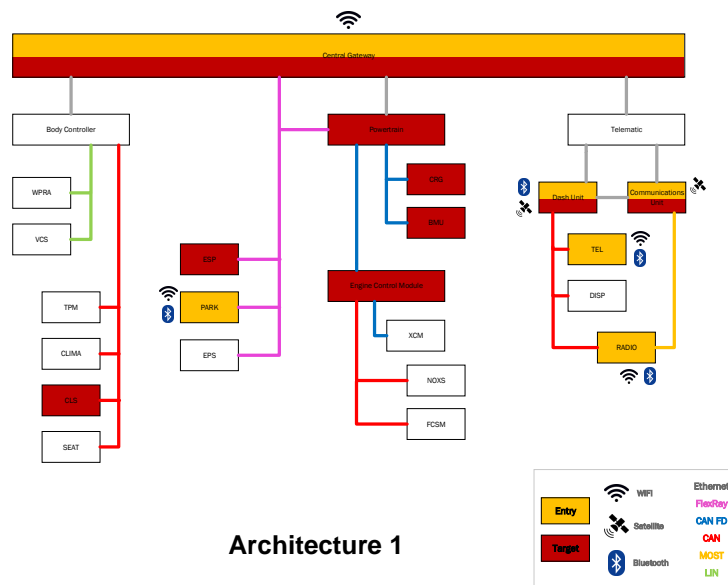 Central Gateway
Body Controller
Powertrain
Telematic
CRG
WPRA
Dash Unit
Communications
Unit
BMU
VCS
TEL
ESP
Engine Control Module
DISP
TPM
PARK
XCM
CLIMA
EPS
RADIO
NOXS
CLS
FCSM
SEAT
Architecture 1
Entry
Target
WiFi
Satellite
Bluetooth
Ethernet
FlexRay
CAN FD
CAN
MOST
LIN